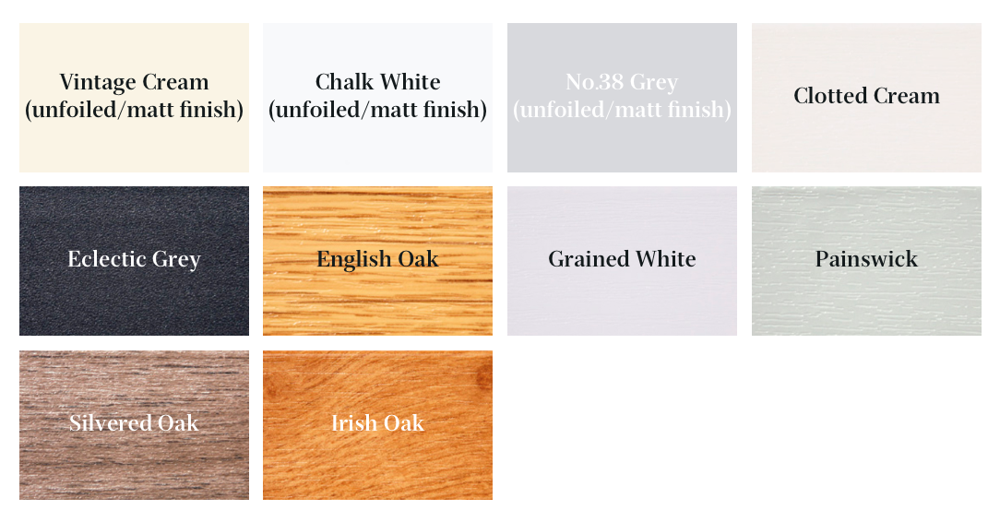 Vintage Cream
(unfoiled/matt finish)
Chalk White
(unfoiled/matt finish)
No.38 Grey
(unfoiled/matt finish)
Clotted Cream
Eclectic Grey
English Oak
Grained White
Painswick
Silvered Oak
Irish Oak